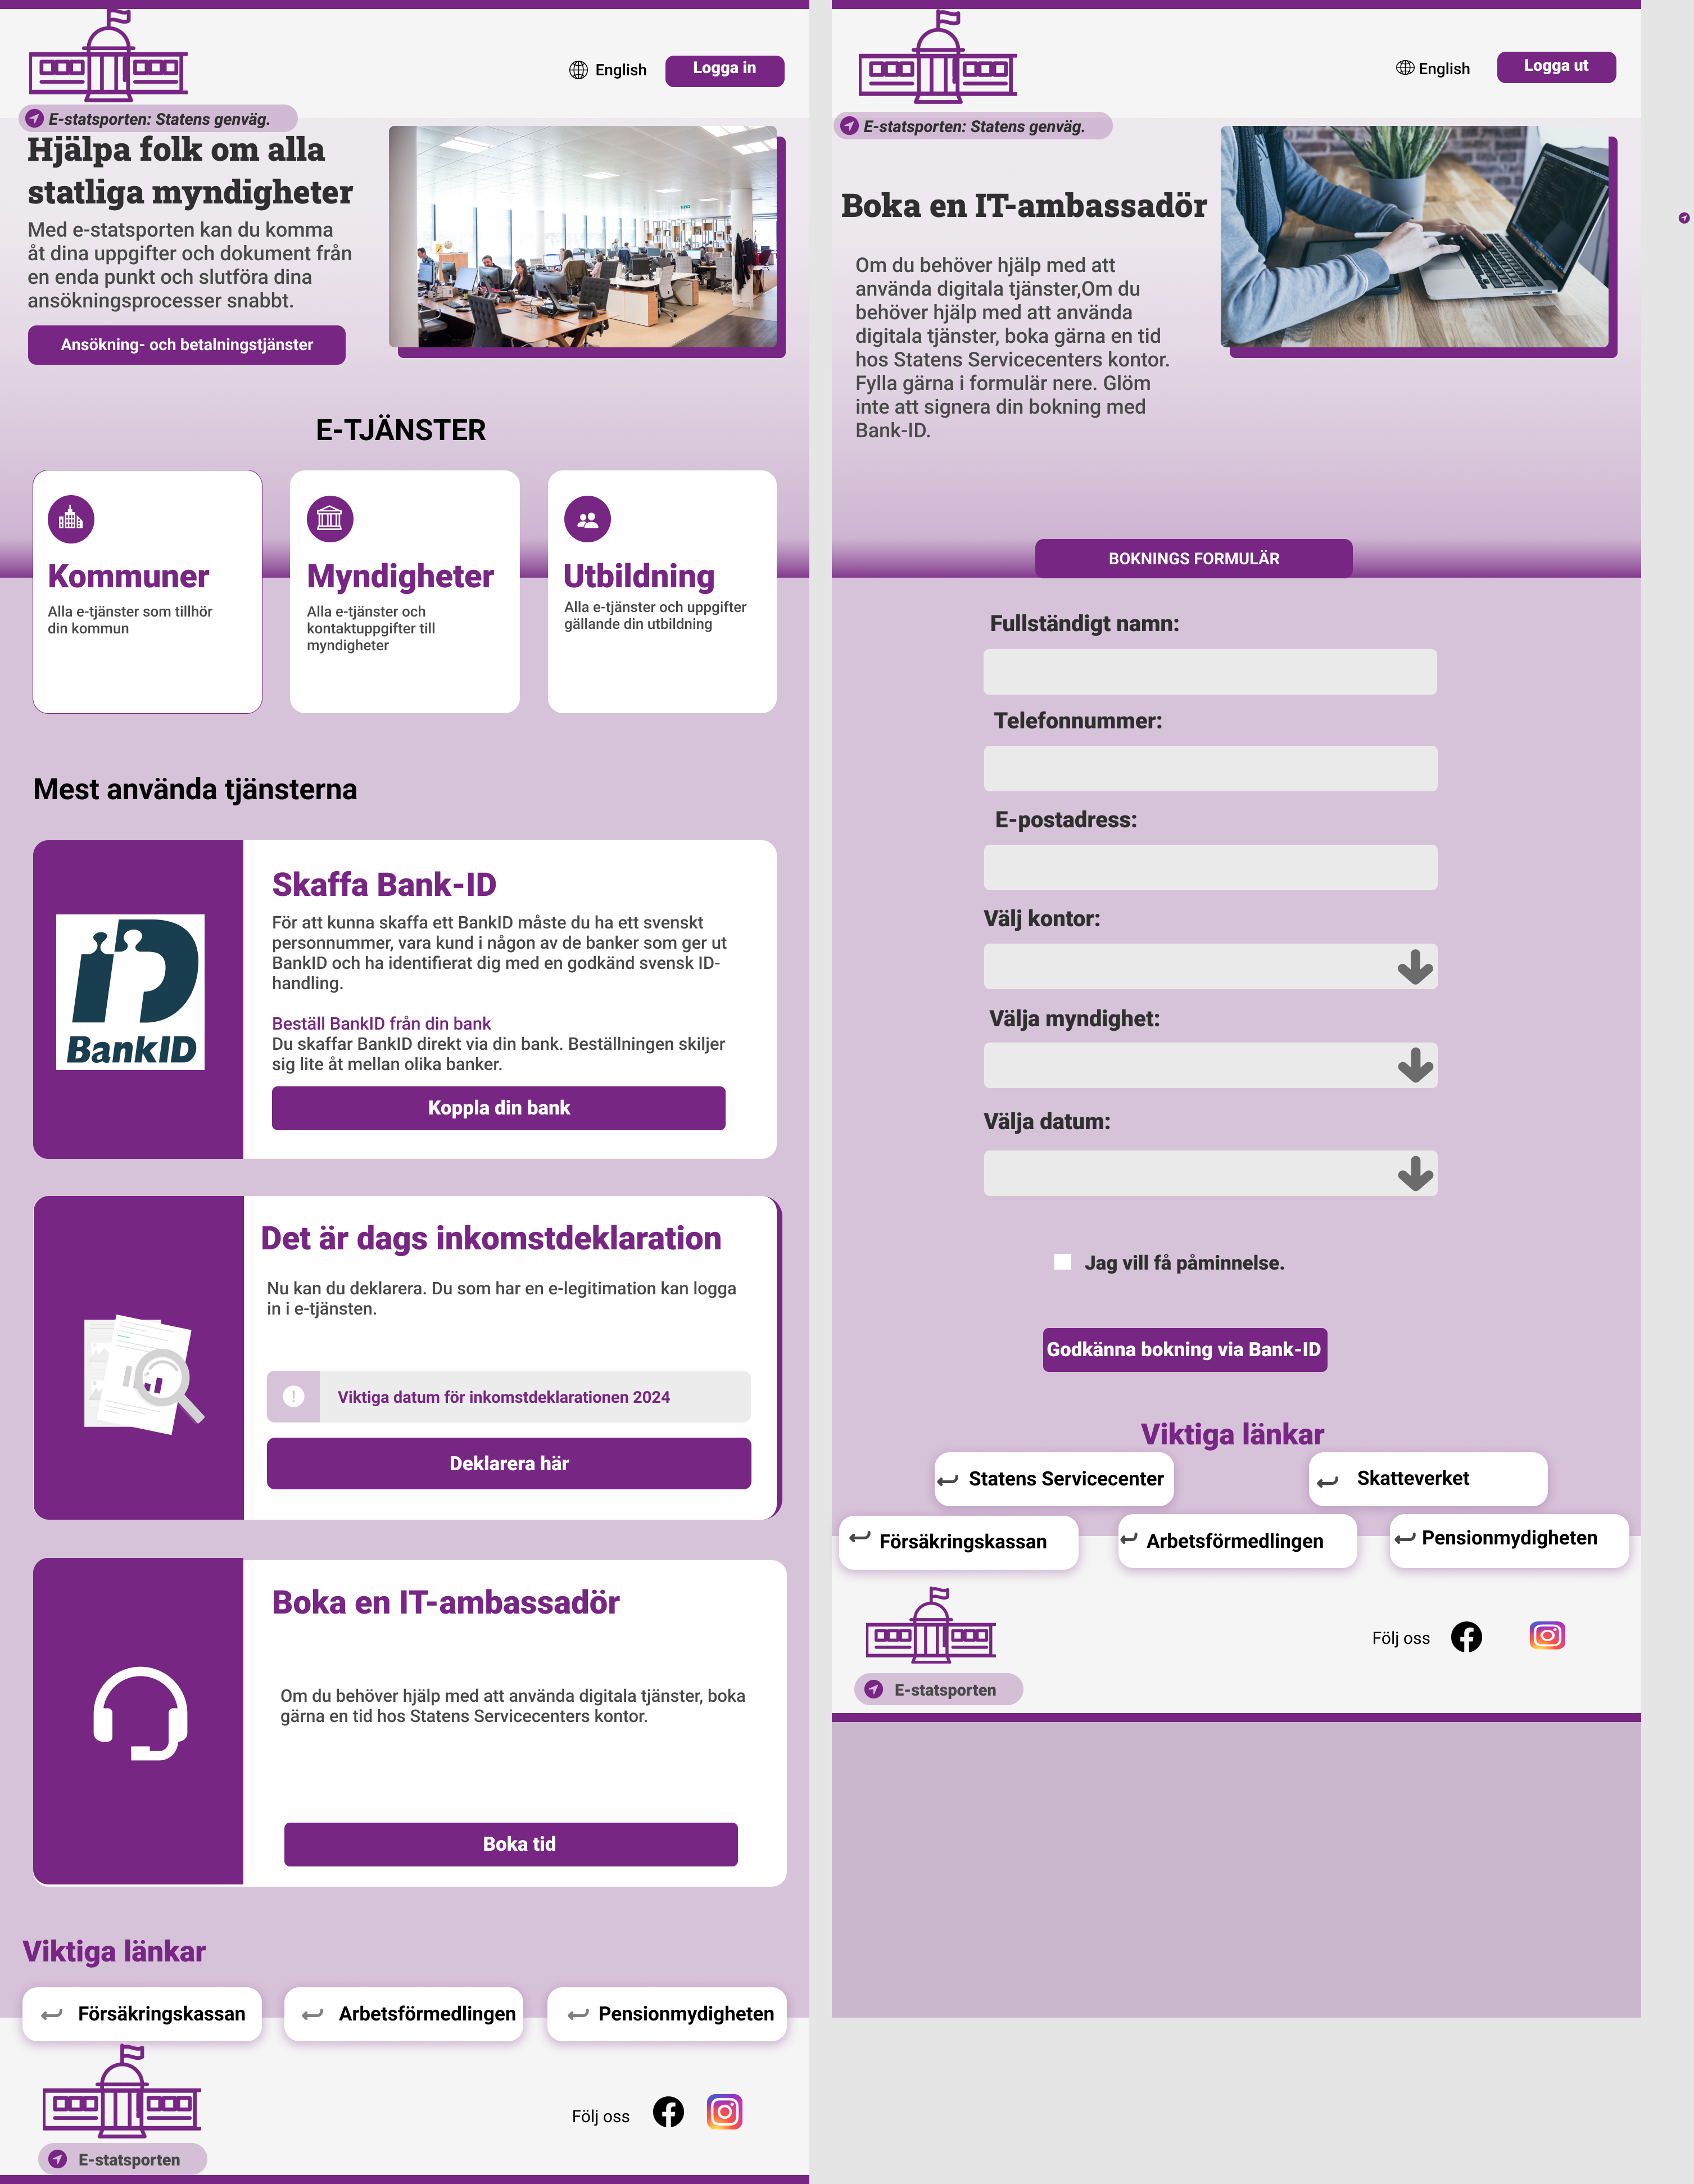 English
Logga in
E-statsporten: Statens genväg.
Hjälpa folk om alla
statliga myndigheter
Med e-statsporten kan du komma
åt dina uppgifter och dokument från
en enda punkt och slutföra dina
ansökningsprocesser snabbt.
Ansökning- och betalningstjänster
E-TJÄNSTER
Kommuner
Alla e-tjänster som tillhör
din kommun
Myndigheter
Alla e-tjänster och
kontaktuppgifter till
myndigheter
Utbildning
Alla e-tjänster och uppgifter
gällande din utbildning
Mest använda tjänsterna
BankID
Skaffa Bank-ID
För att kunna skaffa ett BankID måste du ha ett svenskt
personnummer, vara kund i någon av de banker som ger ut
BankID och ha identifierat dig med en godkänd svensk ID-
handling.
Beställ BankID från din bank
Du skaffar BankID direkt via din bank. Beställningen skiljer
sig lite åt mellan olika banker.
Koppla din bank
Det är dags inkomstdeklaration
Nu kan du deklarera. Du som har en e-legitimation kan logga
in i e-tjänsten.
Viktiga datum för inkomstdeklarationen 2024
Deklarera här
Boka en IT-ambassadör
Om du behöver hjälp med att använda digitala tjänster, boka
gärna en tid hos Statens Servicecenters kontor.
Boka tid
Viktiga länkar
Försäkringskassan
Arbetsförmedlingen
Pensionmydigheten
Följ oss
E-statsporten
English
Logga ut
E-statsporten: Statens genväg.
Boka en IT-ambassadör
Om du behöver hjälp med att
använda digitala tjänster,Om du
behöver hjälp med att använda
digitala tjänster, boka gärna en tid
hos Statens Servicecenters kontor.
Fylla gärna i formulär nere. Glöm
inte att signera din bokning med
Bank-ID.
BOKNINGS FORMULÄR
Fullständigt namn:
Telefonnummer:
E-postadress:
Välj kontor:
Välja myndighet:
Välja datum:
Jag vill få påminnelse.
Godkänna bokning via Bank-ID
Viktiga länkar
Statens Servicecenter
Skatteverket
Försäkringskassan
Arbetsförmedlingen
Pensionmydigheten
Följ oss
E-statsporten